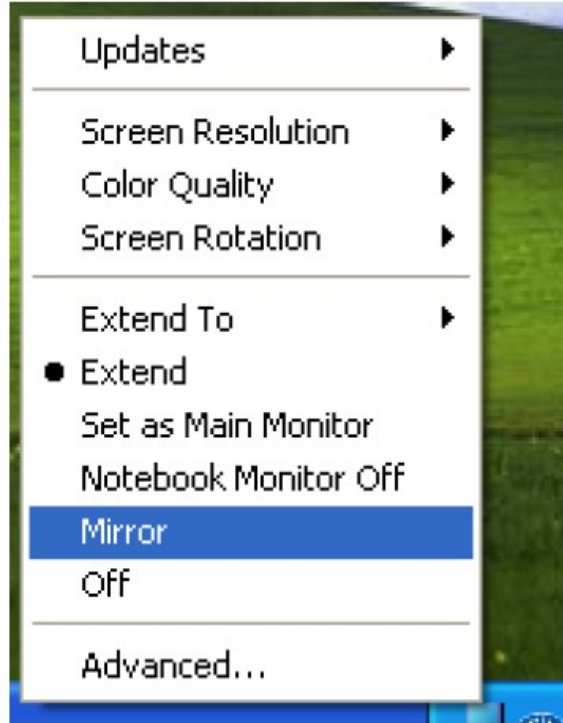 Updates
Screen Resolution
Color Quality
Screen Rotation
Extend To
Extend
Set as Main Monitor
Notebook Monitor Off
Mirror
Off
Advanced...